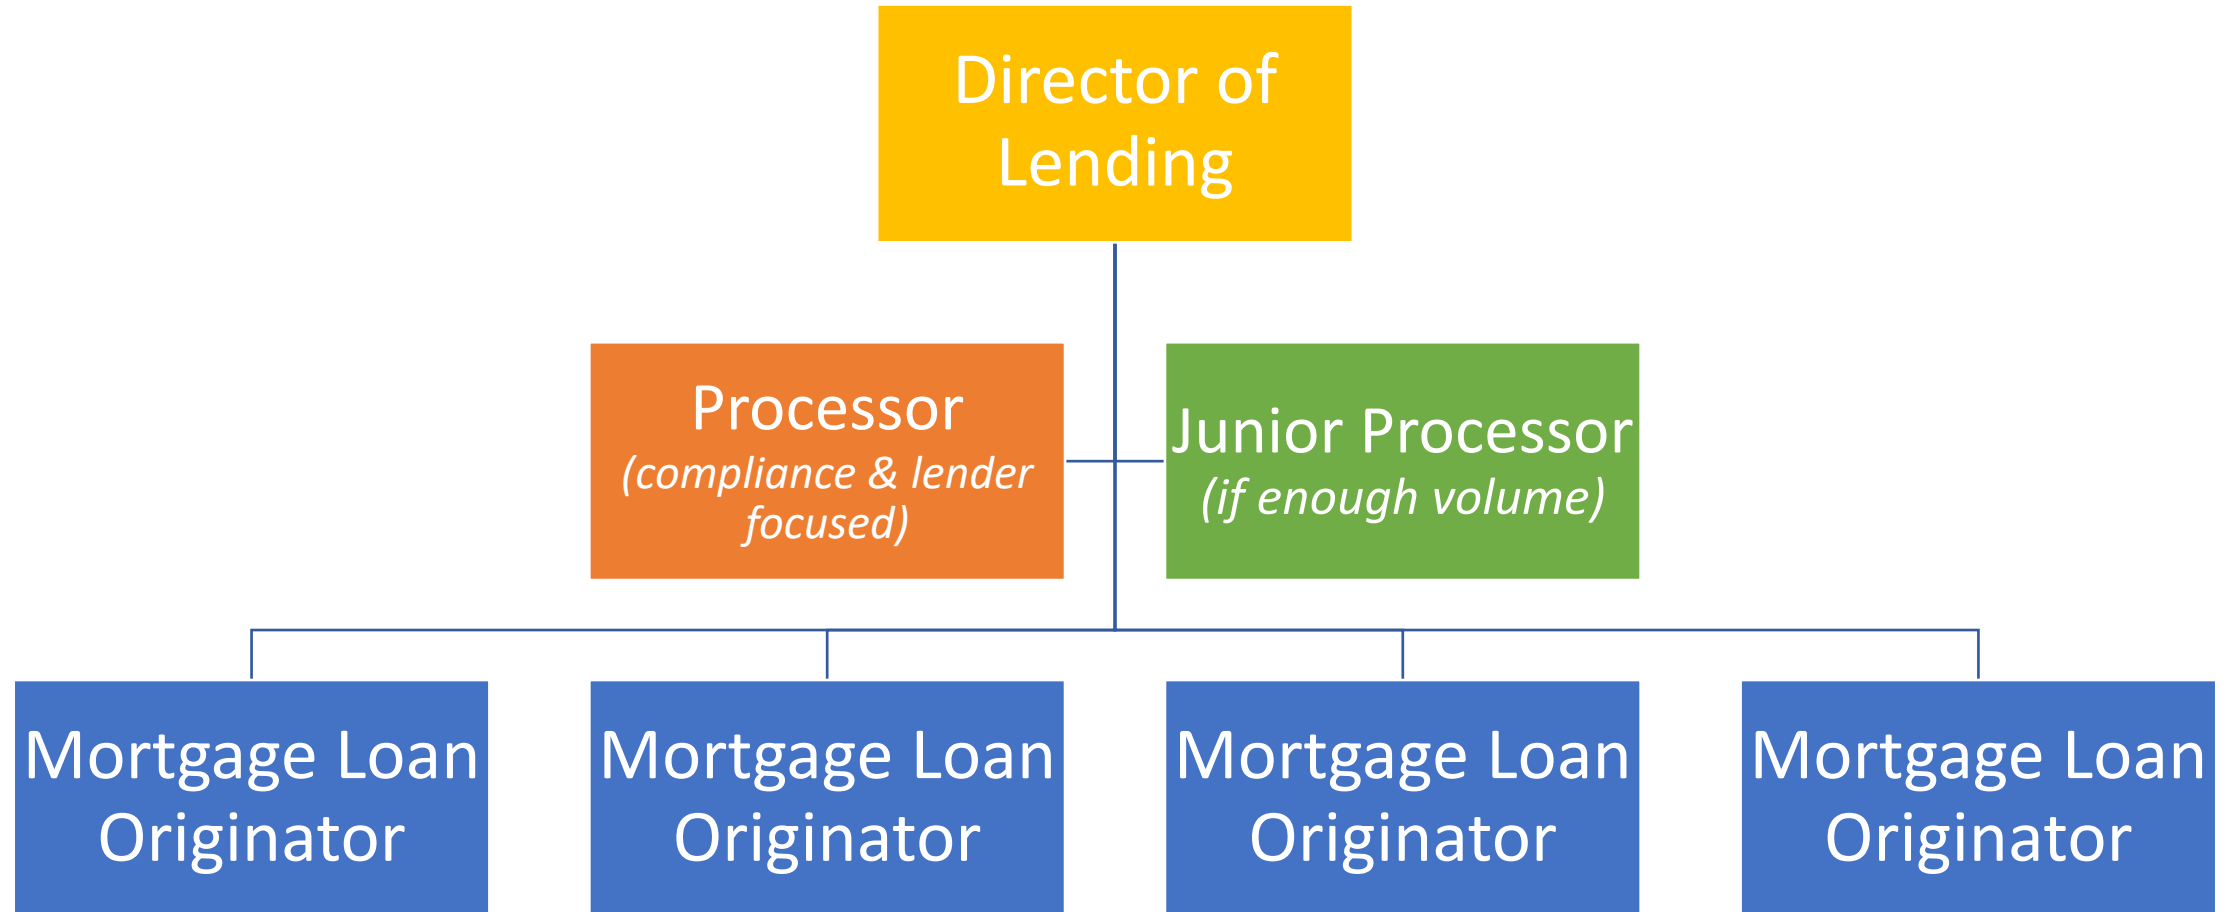 Director of
Lending
Processor
(compliance & lender
focused)
Junior Processor
(if enough volume)
Mortgage Loan
Originator
Mortgage Loan
Originator
Mortgage Loan
Originator
Mortgage Loan
Originator